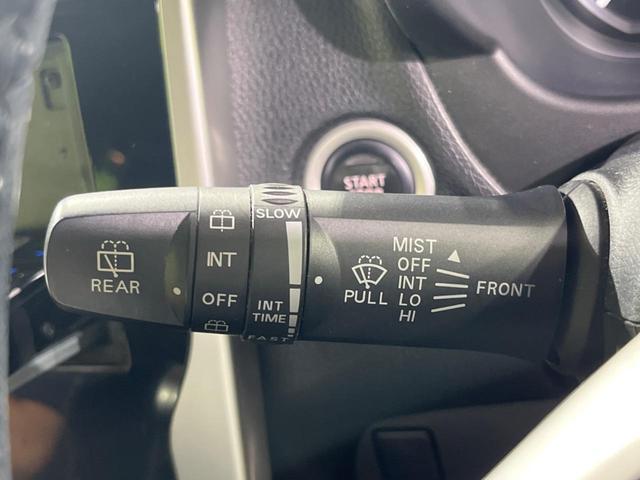 START
REAR
INT
OFF
SLOW
INT
TIME
FAST
PULL
MIST
OFF
INT
LO
HI
FRONT